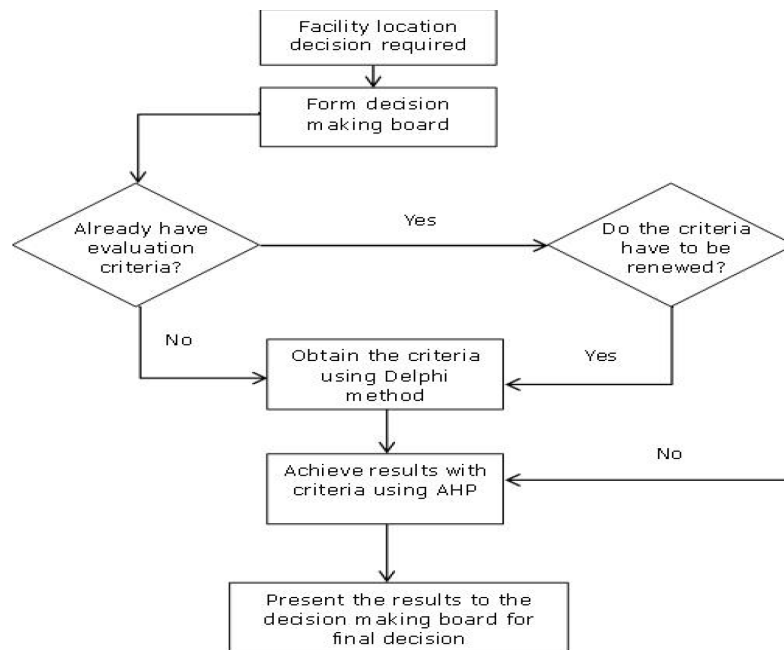 Facility location
decision required
Form decision
making board
Already have
evaluation
criteria?
Yes
Do the criteria
have to be
renewed?
No
Obtain the criteria
using Delphi
method
Yes
Achieve results with
criteria using AHP
No
Present the results to the
decision making board for
final decision